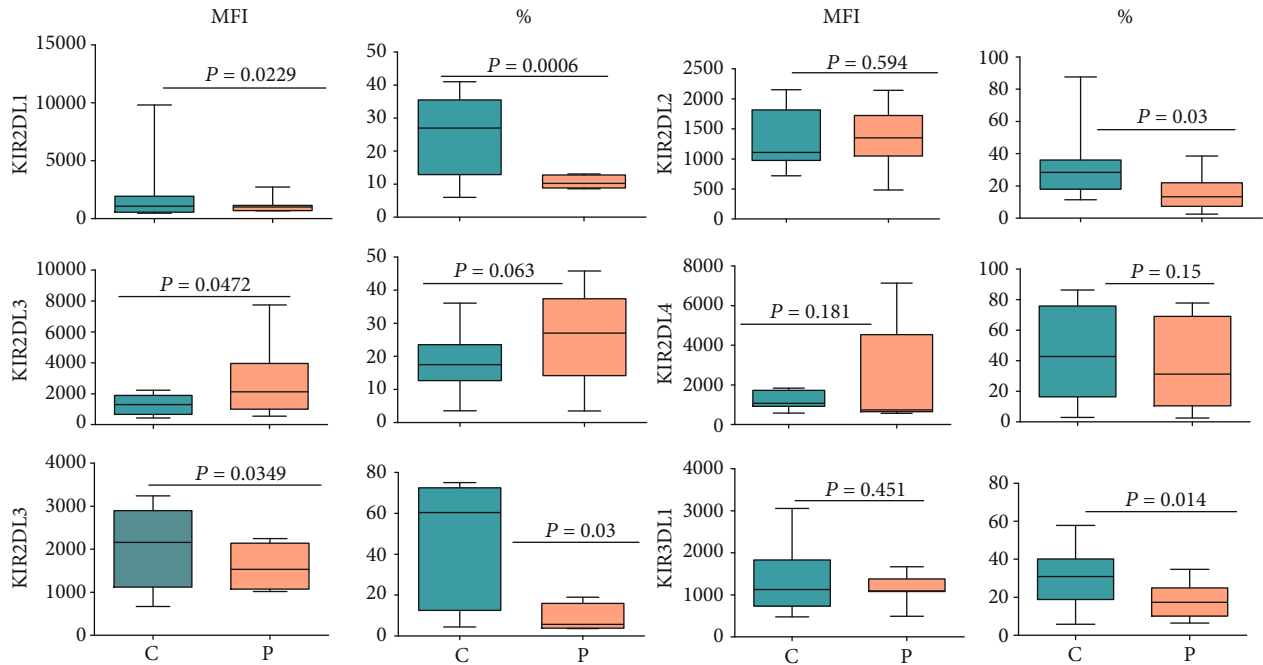 MFI
%
MFI
%
KIR2DL1
15000
10000
5000
0
P = 0.0229
50
40
30
20
10
0
P = 0.0006
KIR2DL2
2500
2000
1500
1000
500
0
P = 0.594
100
80
60
40
20
0
P = 0.03
KIR2DL3
10000
8000
6000
4000
2000
0
P = 0.0472
50
40
30
20
10
0
P = 0.063
KIR2DL4
8000
6000
4000
2000
0
P = 0.181
100
80
60
40
20
0
P = 0.15
KIR2DL3
4000
3000
2000
1000
0
P = 0.0349
C
P
80
60
40
20
0
P = 0.03
C
P
KIR3DL1
4000
3000
2000
1000
0
P = 0.451
C
P
80
60
40
20
0
P = 0.014
C
P